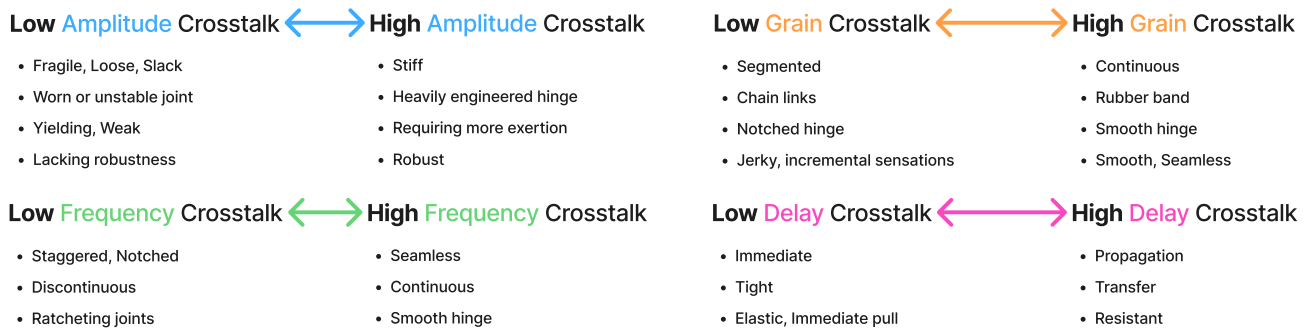 Low Amplitude Crosstalk
• Fragile, Loose, Slack
• Worn or unstable joint
• Yielding, Weak
• Lacking robustness
High Amplitude Crosstalk
• Stiff
• Heavily engineered hinge
• Requiring more exertion
• Robust
Low Grain Crosstalk
• Segmented
• Chain links
• Notched hinge
• Jerky, incremental sensations
High Grain Crosstalk
• Continuous
• Rubber band
• Smooth hinge
• Smooth, Seamless
Low Frequency Crosstalk
• Staggered, Notched
• Discontinuous
• Ratcheting joints
High Frequency Crosstalk
• Seamless
• Continuous
• Smooth hinge
Low Delay Crosstalk
• Immediate
• Tight
• Elastic, Immediate pull
High Delay Crosstalk
• Propagation
• Transfer
• Resistant